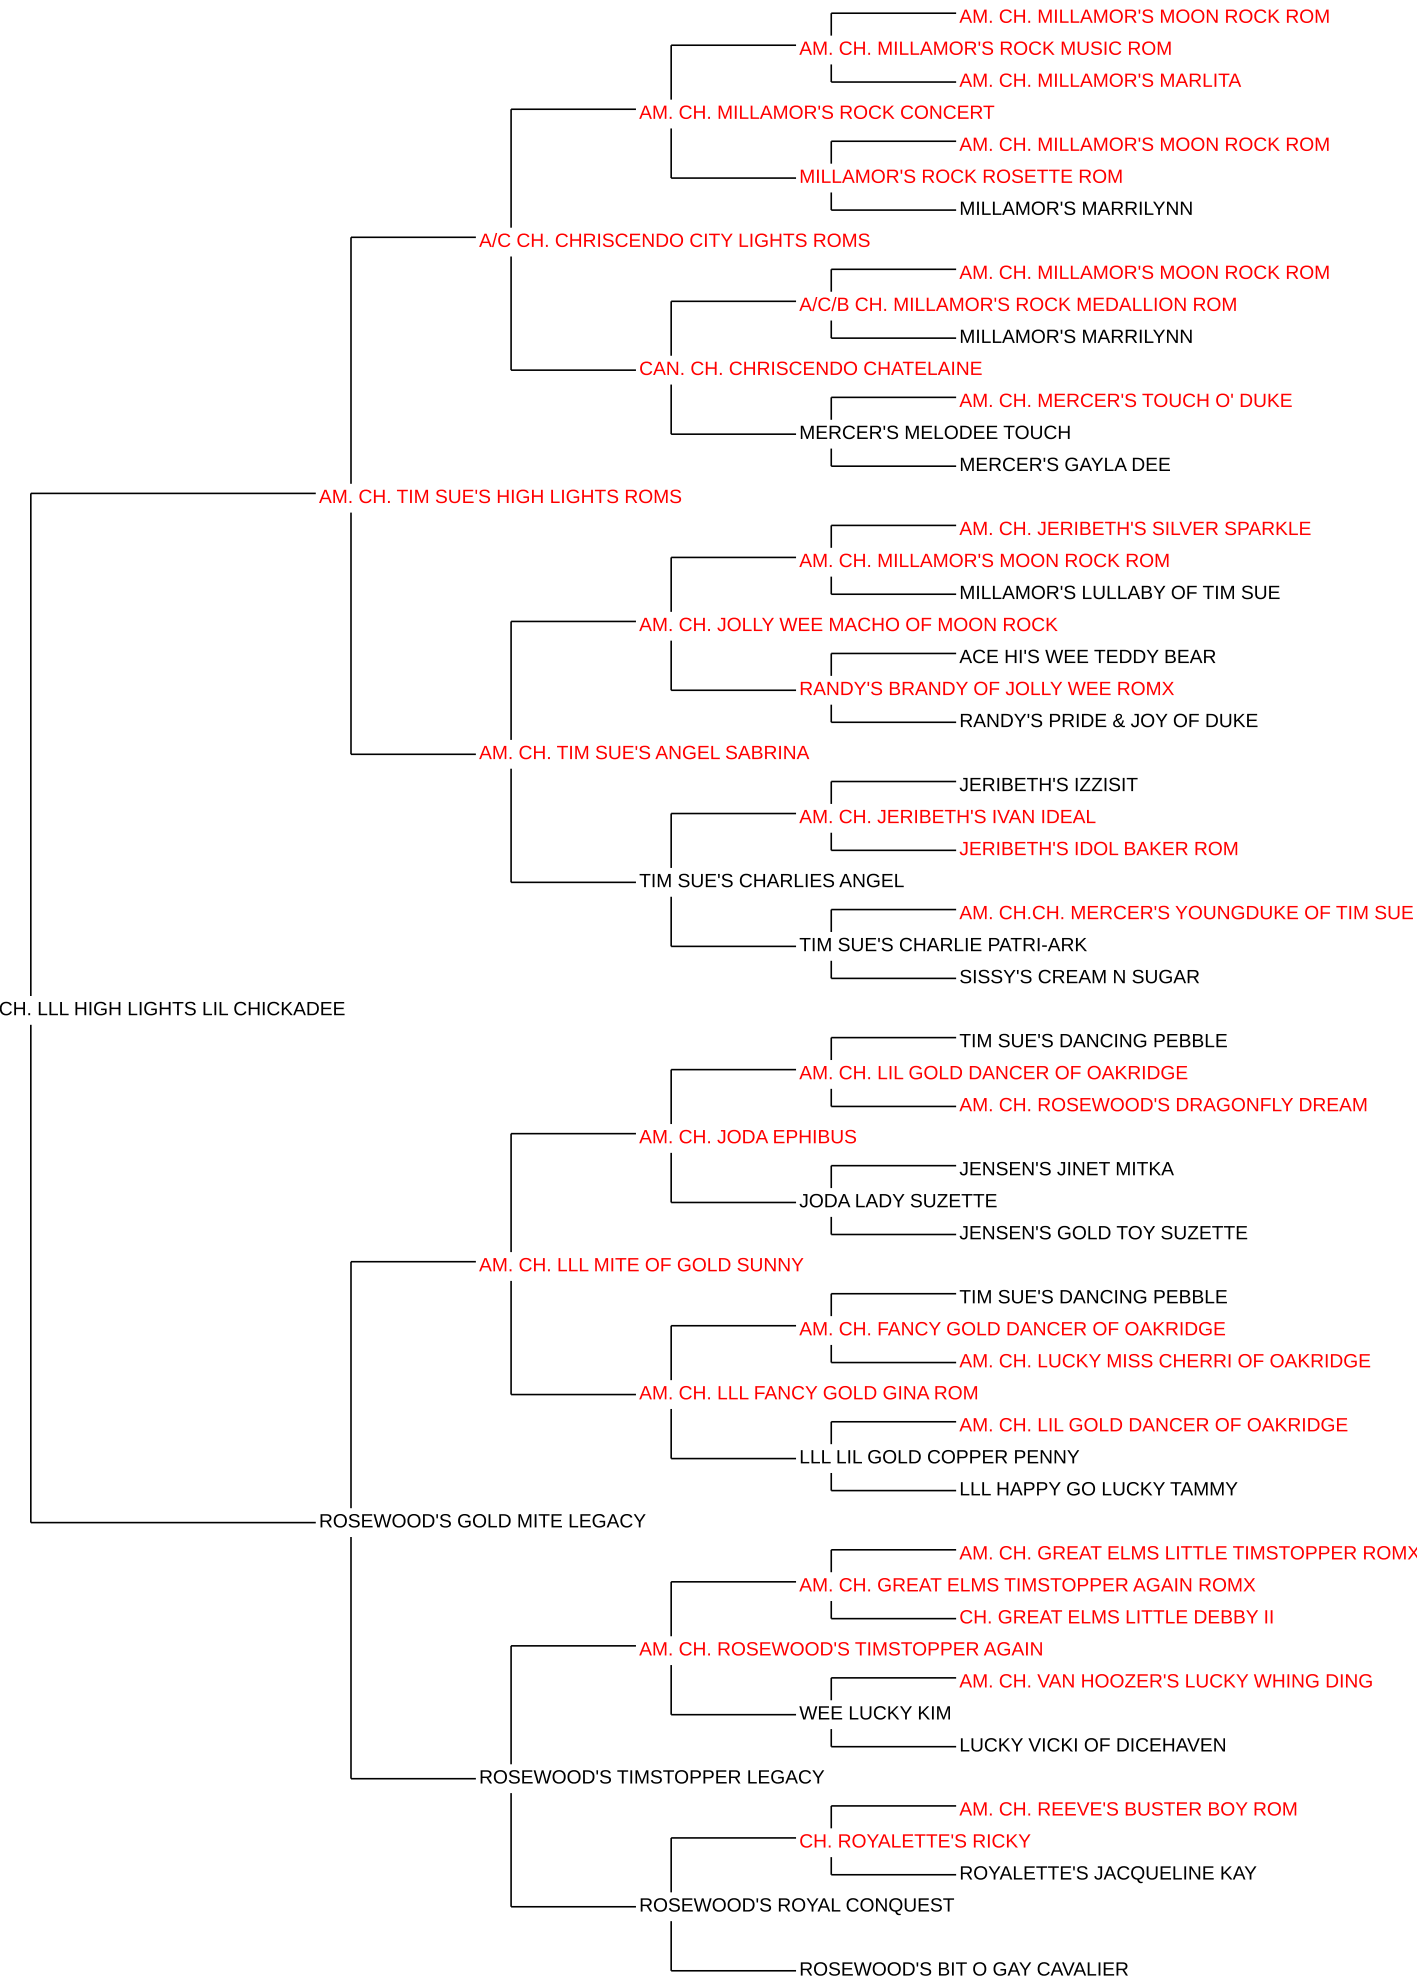 AM. CH. MILLAMOR'S MOON ROCK ROM
AM. CH. MILLAMOR'S ROCK MUSIC ROM
AM. CH. MILLAMOR'S MARLITA
AM. CH. MILLAMOR'S ROCK CONCERT
AM. CH. MILLAMOR'S MOON ROCK ROM
MILLAMOR'S ROCK ROSETTE ROM
MILLAMOR'S MARRILYNN
A/C CH. CHRISCENDO CITY LIGHTS ROMS
AM. CH. MILLAMOR'S MOON ROCK ROM
A/C/B CH. MILLAMOR'S ROCK MEDALLION ROM
MILLAMOR'S MARRILYNN
CAN. CH. CHRISCENDO CHATELAINE
AM. CH. MERCER'S TOUCH O' DUKE
MERCER'S MELODEE TOUCH
MERCER'S GAYLA DEE
AM. CH. TIM SUE'S HIGH LIGHTS ROMS
AM. CH. JERIBETH'S SILVER SPARKLE
AM. CH. MILLAMOR'S MOON ROCK ROM
MILLAMOR'S LULLABY OF TIM SUE
AM. CH. JOLLY WEE MACHO OF MOON ROCK
ACE HI'S WEE TEDDY BEAR
RANDY'S BRANDY OF JOLLY WEE ROMX
RANDY'S PRIDE & JOY OF DUKE
AM. CH. TIM SUE'S ANGEL SABRINA
JERIBETH'S IZZISIT
AM. CH. JERIBETH'S IVAN IDEAL
JERIBETH'S IDOL BAKER ROM
TIM SUE'S CHARLIES ANGEL
AM. CH.CH. MERCER'S YOUNGDUKE OF TIM SUE
TIM SUE'S CHARLIE PATRI-ARK
SISSY'S CREAM N SUGAR
CH. LLL HIGH LIGHTS LIL CHICKADEE
TIM SUE'S DANCING PEBBLE
AM. CH. LIL GOLD DANCER OF OAKRIDGE
AM. CH. ROSEWOOD'S DRAGONFLY DREAM
AM. CH. JODA EPHIBUS
JENSEN'S JINET MITKA
JODA LADY SUZETTE
JENSEN'S GOLD TOY SUZETTE
AM. CH. LLL MITE OF GOLD SUNNY
TIM SUE'S DANCING PEBBLE
AM. CH. FANCY GOLD DANCER OF OAKRIDGE
AM. CH. LUCKY MISS CHERRI OF OAKRIDGE
AM. CH. LLL FANCY GOLD GINA ROM
AM. CH. LIL GOLD DANCER OF OAKRIDGE
LLL LIL GOLD COPPER PENNY
LLL HAPPY GO LUCKY TAMMY
ROSEWOOD'S GOLD MITE LEGACY
AM. CH. GREAT ELMS LITTLE TIMSTOPPER ROMX
AM. CH. GREAT ELMS TIMSTOPPER AGAIN ROMX
CH. GREAT ELMS LITTLE DEBBY II
AM. CH. ROSEWOOD'S TIMSTOPPER AGAIN
AM. CH. VAN HOOZER'S LUCKY WHING DING
WEE LUCKY KIM
LUCKY VICKI OF DICEHAVEN
ROSEWOOD'S TIMSTOPPER LEGACY
AM. CH. REEVE'S BUSTER BOY ROM
CH. ROYALETTE'S RICKY
ROYALETTE'S JACQUELINE KAY
ROSEWOOD'S ROYAL CONQUEST
ROSEWOOD'S BIT O GAY CAVALIER